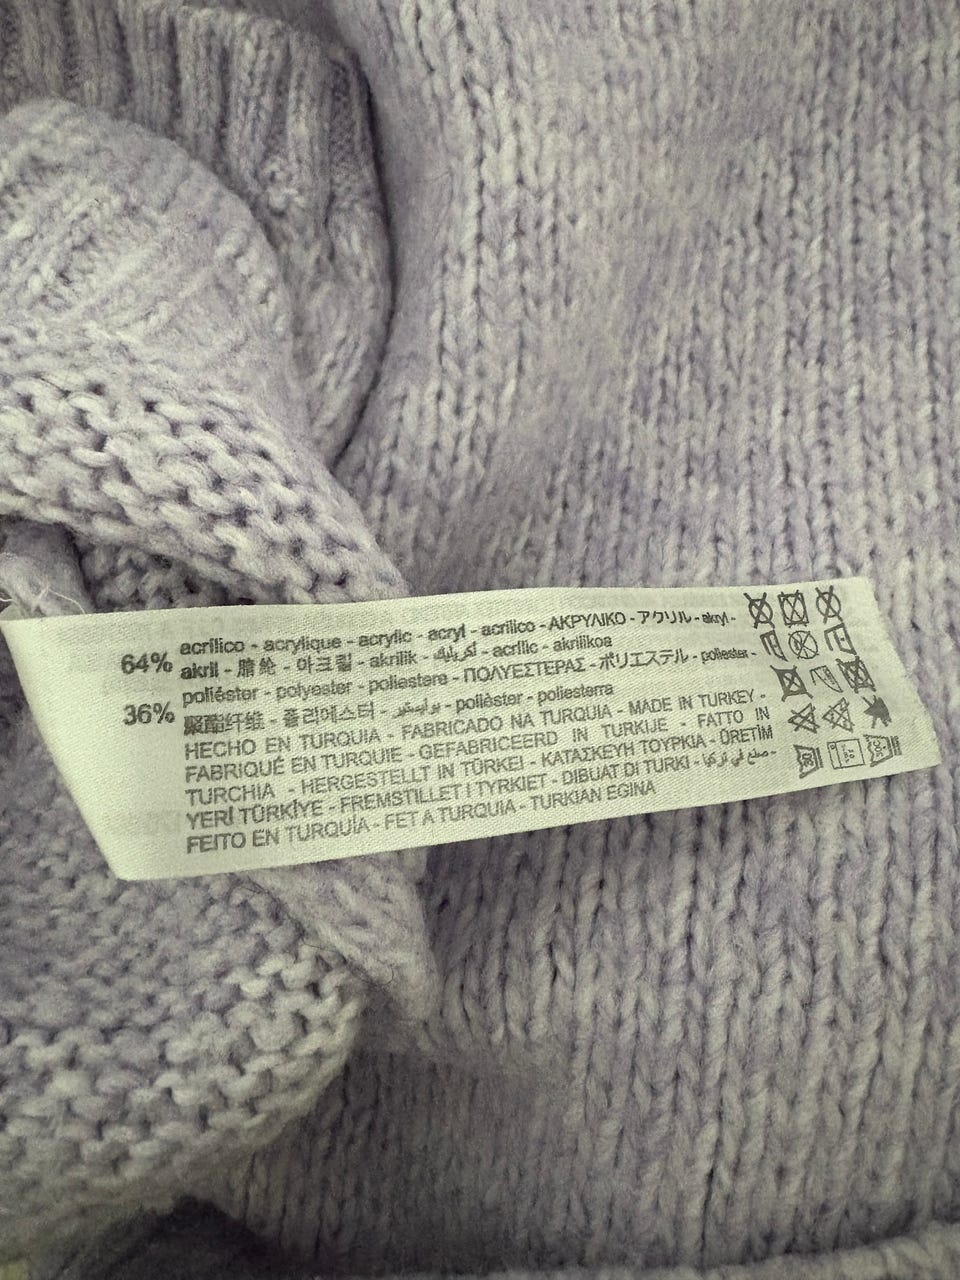 64% acrílico - acrylique - acrylic - acryl - acrilico - ΑΚΡΥΛΙΚΟ - アクリル - akryl -
akril - 腈纶 - 아크릴 - akrilik - اكريليك - acrílic - akrilikoa
36% poliéster - polyester - poliestere - ΠΟΛΥΕΣΤΕΡΑΣ - ポリエステル - poliester -
聚酯纤维 - 폴리에스터 - بوليستير - polièster - poliesterra
HECHO EN TURQUIA - FABRICADO NA TURQUIA - MADE IN TURKEY -
FABRIQUÉ EN TURQUIE - GEFABRICEERD IN TURKIJE - FATTO IN
TURCHIA - HERGESTELLT IN TÜRKEI - ΚΑΤΑΣΚΕΥΗ ΤΟΥΡΚΙΑ - ÜRETİM
YERİ TÜRKİYE - FREMSTILLET I TYRKIET - DIBUAT DI TURKI - صنع في تركيا -
FEITO EN TURQUÍA - FET A TURQUIA - TURKIAN EGINA